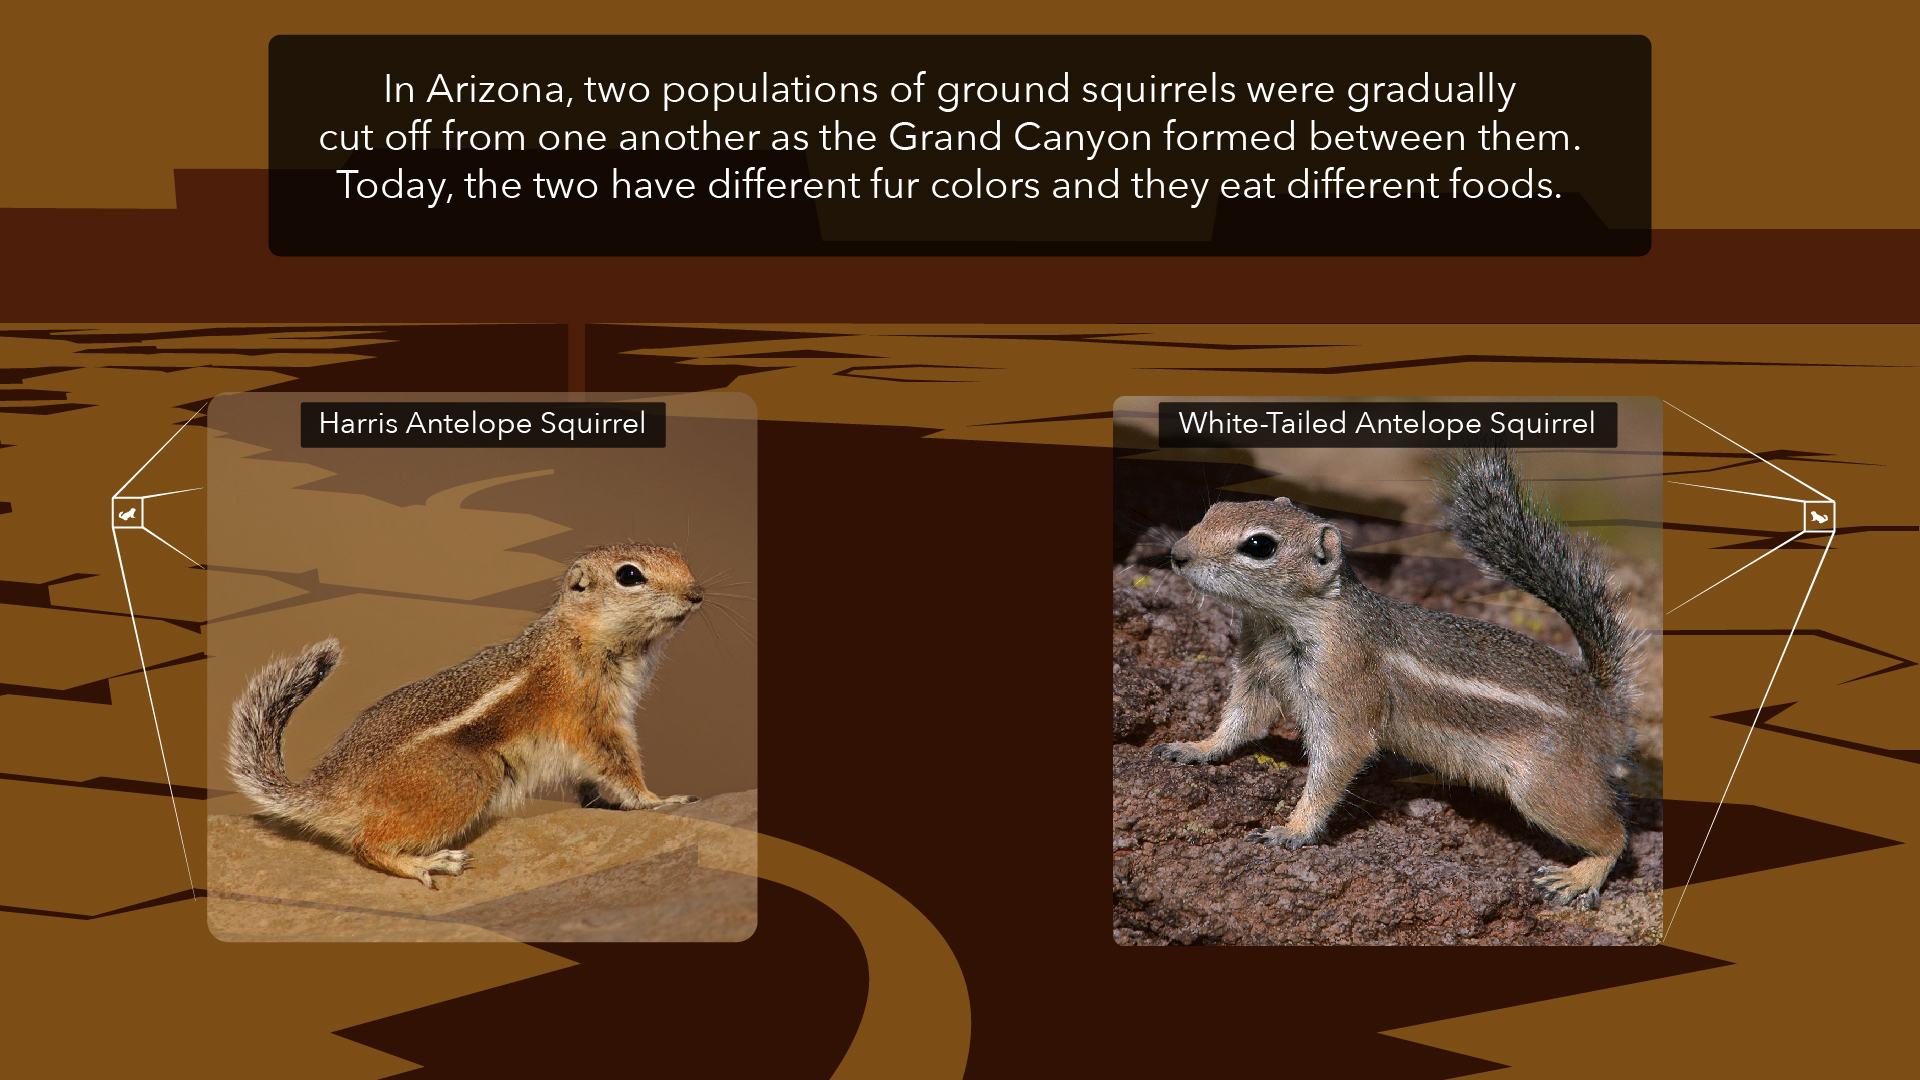 In Arizona, two populations of ground squirrels were gradually
cut off from one another as the Grand Canyon formed between them.
Today, the two have different fur colors and they eat different foods.
Harris Antelope Squirrel
White-Tailed Antelope Squirrel